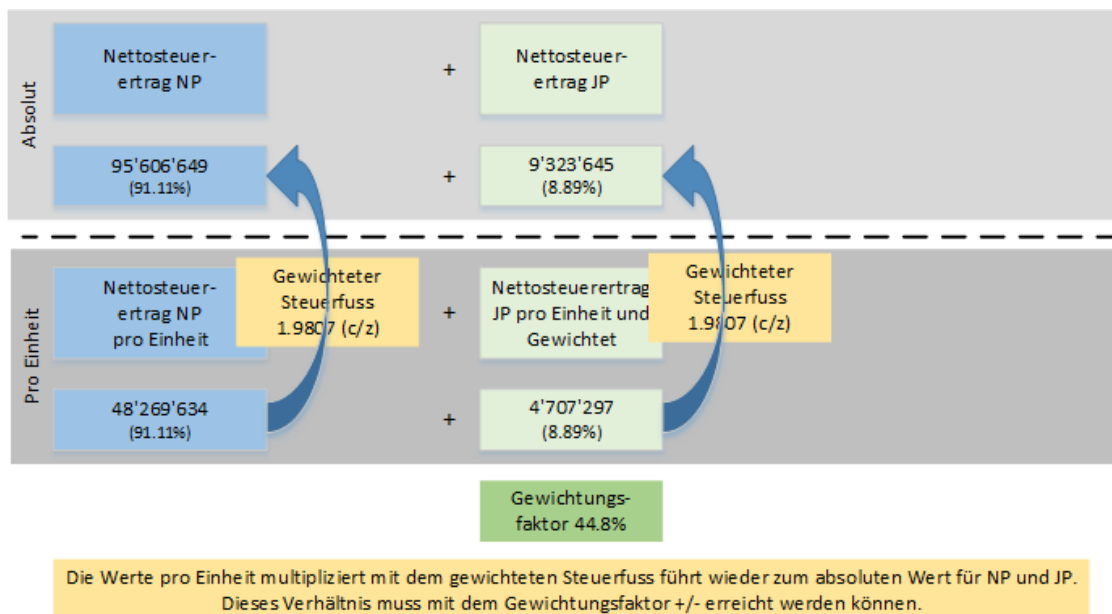 Absolut
Nettosteuer-
ertrag NP
+
Nettosteuer-
ertrag JP
95'606'649
(91.11%)
+
9'323'645
(8.89%)
Pro Einheit
Nettosteuer-
ertrag NP
pro Einheit
Gewichteter
Steuerfuss
1.9807 (c/z)
+
Nettosteuerertrag
JP pro Einheit und
Gewichtet
Gewichteter
Steuerfuss
1.9807 (c/z)
48'269'634
(91.11%)
+
4'707'297
(8.89%)
Gewichtungs-
faktor 44.8%
Die Werte pro Einheit multipliziert mit dem gewichteten Steuerfuss führt wieder zum absoluten Wert für NP und JP.
Dieses Verhältnis muss mit dem Gewichtungsfaktor +/- erreicht werden können.